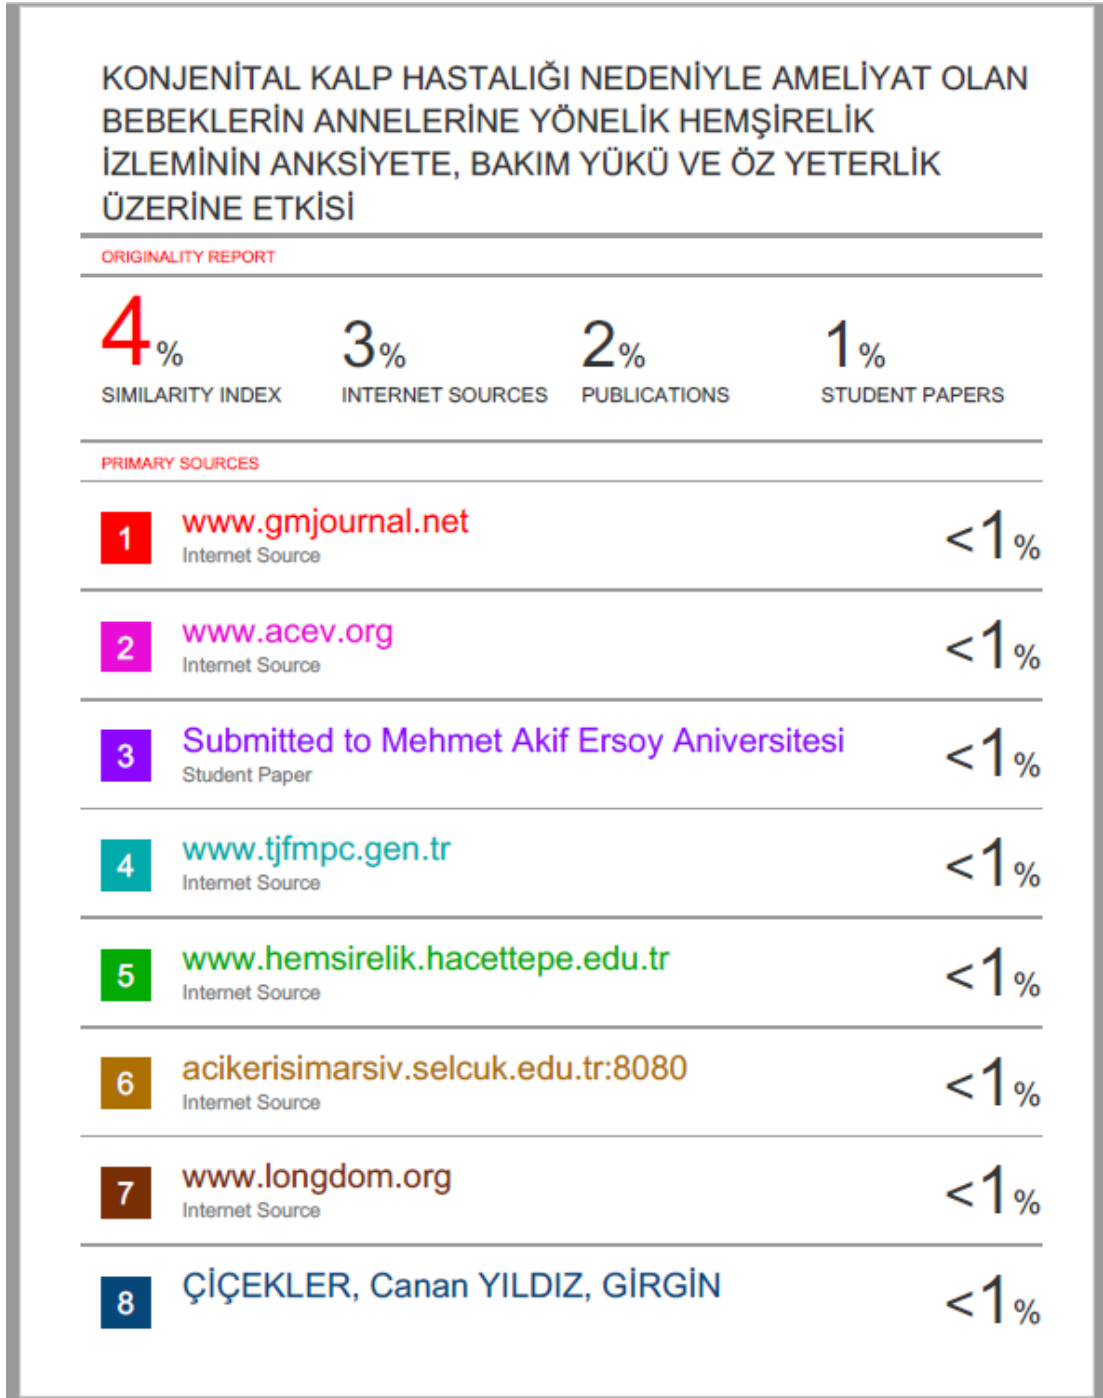 KONJENİTAL KALP HASTALIĞI NEDENİYLE AMELİYAT OLAN
BEBEKLERİN ANNELERİNE YÖNELİK HEMŞİRELİK
İZLEMİNİN ANKSİYETE, BAKIM YÜKÜ VE ÖZ YETERLİK
ÜZERİNE ETKİSİ
ORIGINALITY REPORT
4% 3% 2% 1%
SIMILARITY INDEX INTERNET SOURCES PUBLICATIONS STUDENT PAPERS
PRIMARY SOURCES
1 www.gmjournal.net <1%
Internet Source
2 www.acev.org <1%
Internet Source
3 Submitted to Mehmet Akif Ersoy Aniversitesi <1%
Student Paper
4 www.tjfmpc.gen.tr <1%
Internet Source
5 www.hemsirelik.hacettepe.edu.tr <1%
Internet Source
6 acikerisimarsiv.selcuk.edu.tr:8080 <1%
Internet Source
7 www.longdom.org <1%
Internet Source
8 ÇİÇEKLER, Canan YILDIZ, GİRGİN <1%